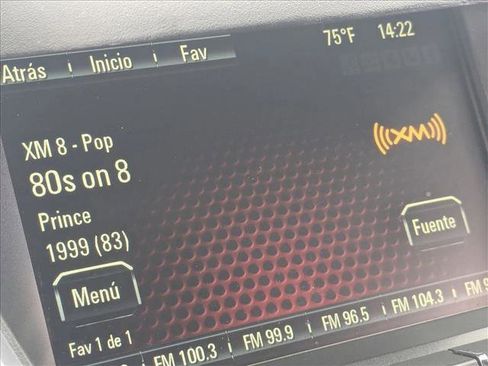 75°F 14:22
Atrás Inicio Fav
XM 8 - Pop
XM
80s on 8
Prince
1999 (83)
Fuente
Menú
Fav 1 de 1
FM 100.3 FM 99.9 FM 96.5 FM 104.3